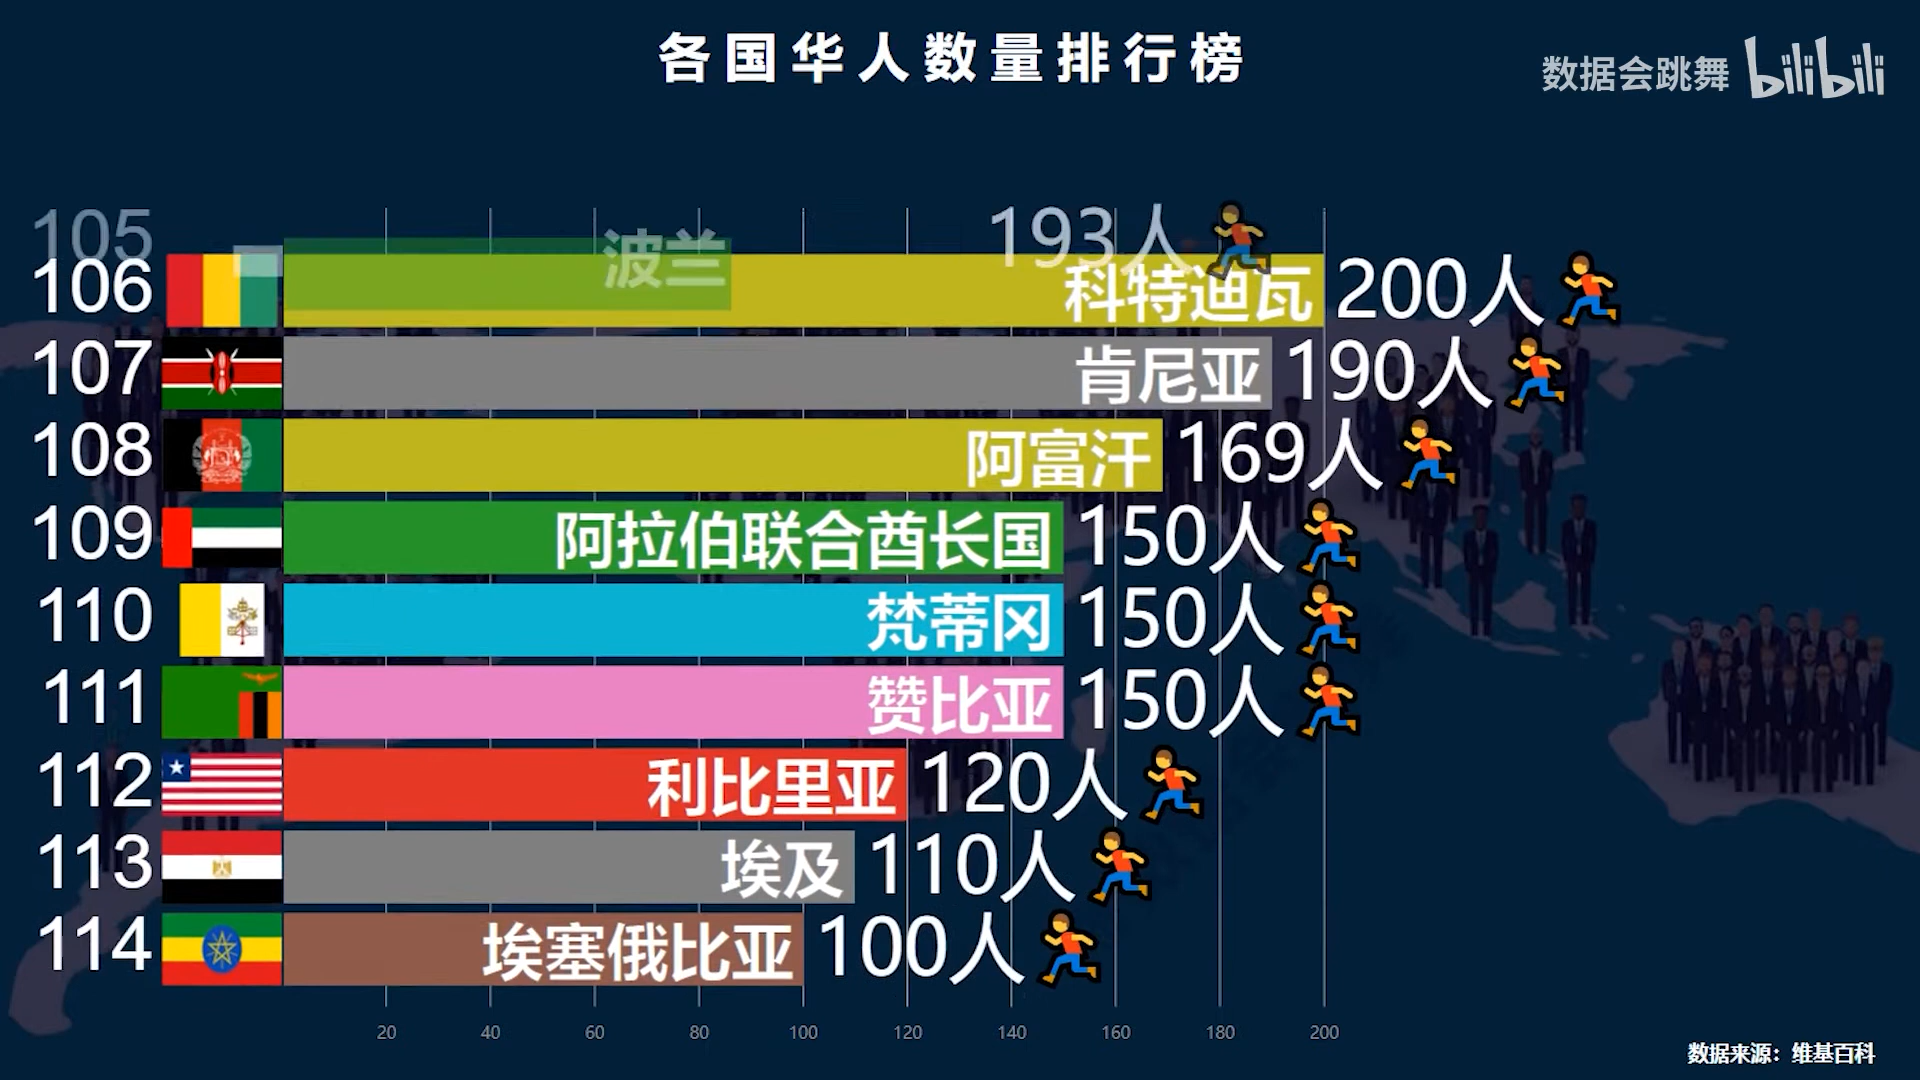 各国华人数量排行榜
数据会跳舞 bilibili
105 波兰 193人
106 科特迪瓦 200人
107 肯尼亚 190人
108 阿富汗 169人
109 阿拉伯联合酋长国 150人
110 梵蒂冈 150人
111 赞比亚 150人
112 利比里亚 120人
113 埃及 110人
114 埃塞俄比亚 100人
20 40 60 80 100 120 140 160 180 200
数据来源：维基百科